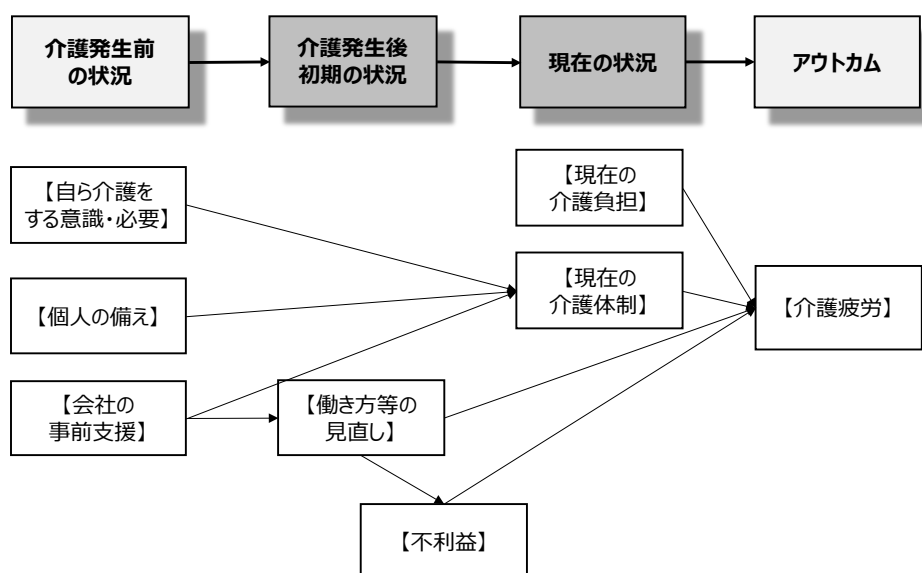 介護発生前
の状況
介護発生後
初期の状況
現在の状況
アウトカム
【自ら介護を
する意識・必要】
【個人の備え】
【会社の
事前支援】
【働き方等の
見直し】
【不利益】
【現在の
介護負担】
【現在の
介護体制】
【介護疲労】